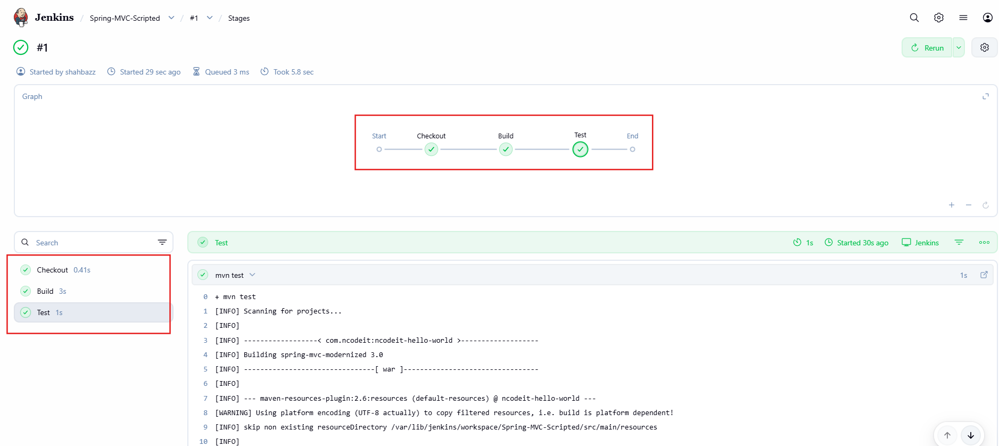 Jenkins / Spring-MVC-Scripted / #1 / Stages
#1
Rerun
Started by shahbazz Started 29 sec ago Queued 3 ms Took 5.8 sec
Graph
Start Checkout Build Test End
Search
Checkout 0.41s
Build 3s
Test 1s
Test 1s Started 30s ago Jenkins
mvn test 1s
0 + mvn test
1 [INFO] Scanning for projects...
2 [INFO]
3 [INFO] ------------------< com.ncodeit:ncodeit-hello-world >-------------------
4 [INFO] Building spring-mvc-modernized 3.0
5 [INFO] --------------------------------[ war ]---------------------------------
6 [INFO]
7 [INFO] --- maven-resources-plugin:2.6:resources (default-resources) @ ncodeit-hello-world ---
8 [WARNING] Using platform encoding (UTF-8 actually) to copy filtered resources, i.e. build is platform dependent!
9 [INFO] skip non existing resourceDirectory /var/lib/jenkins/workspace/Spring-MVC-Scripted/src/main/resources
10 [INFO]